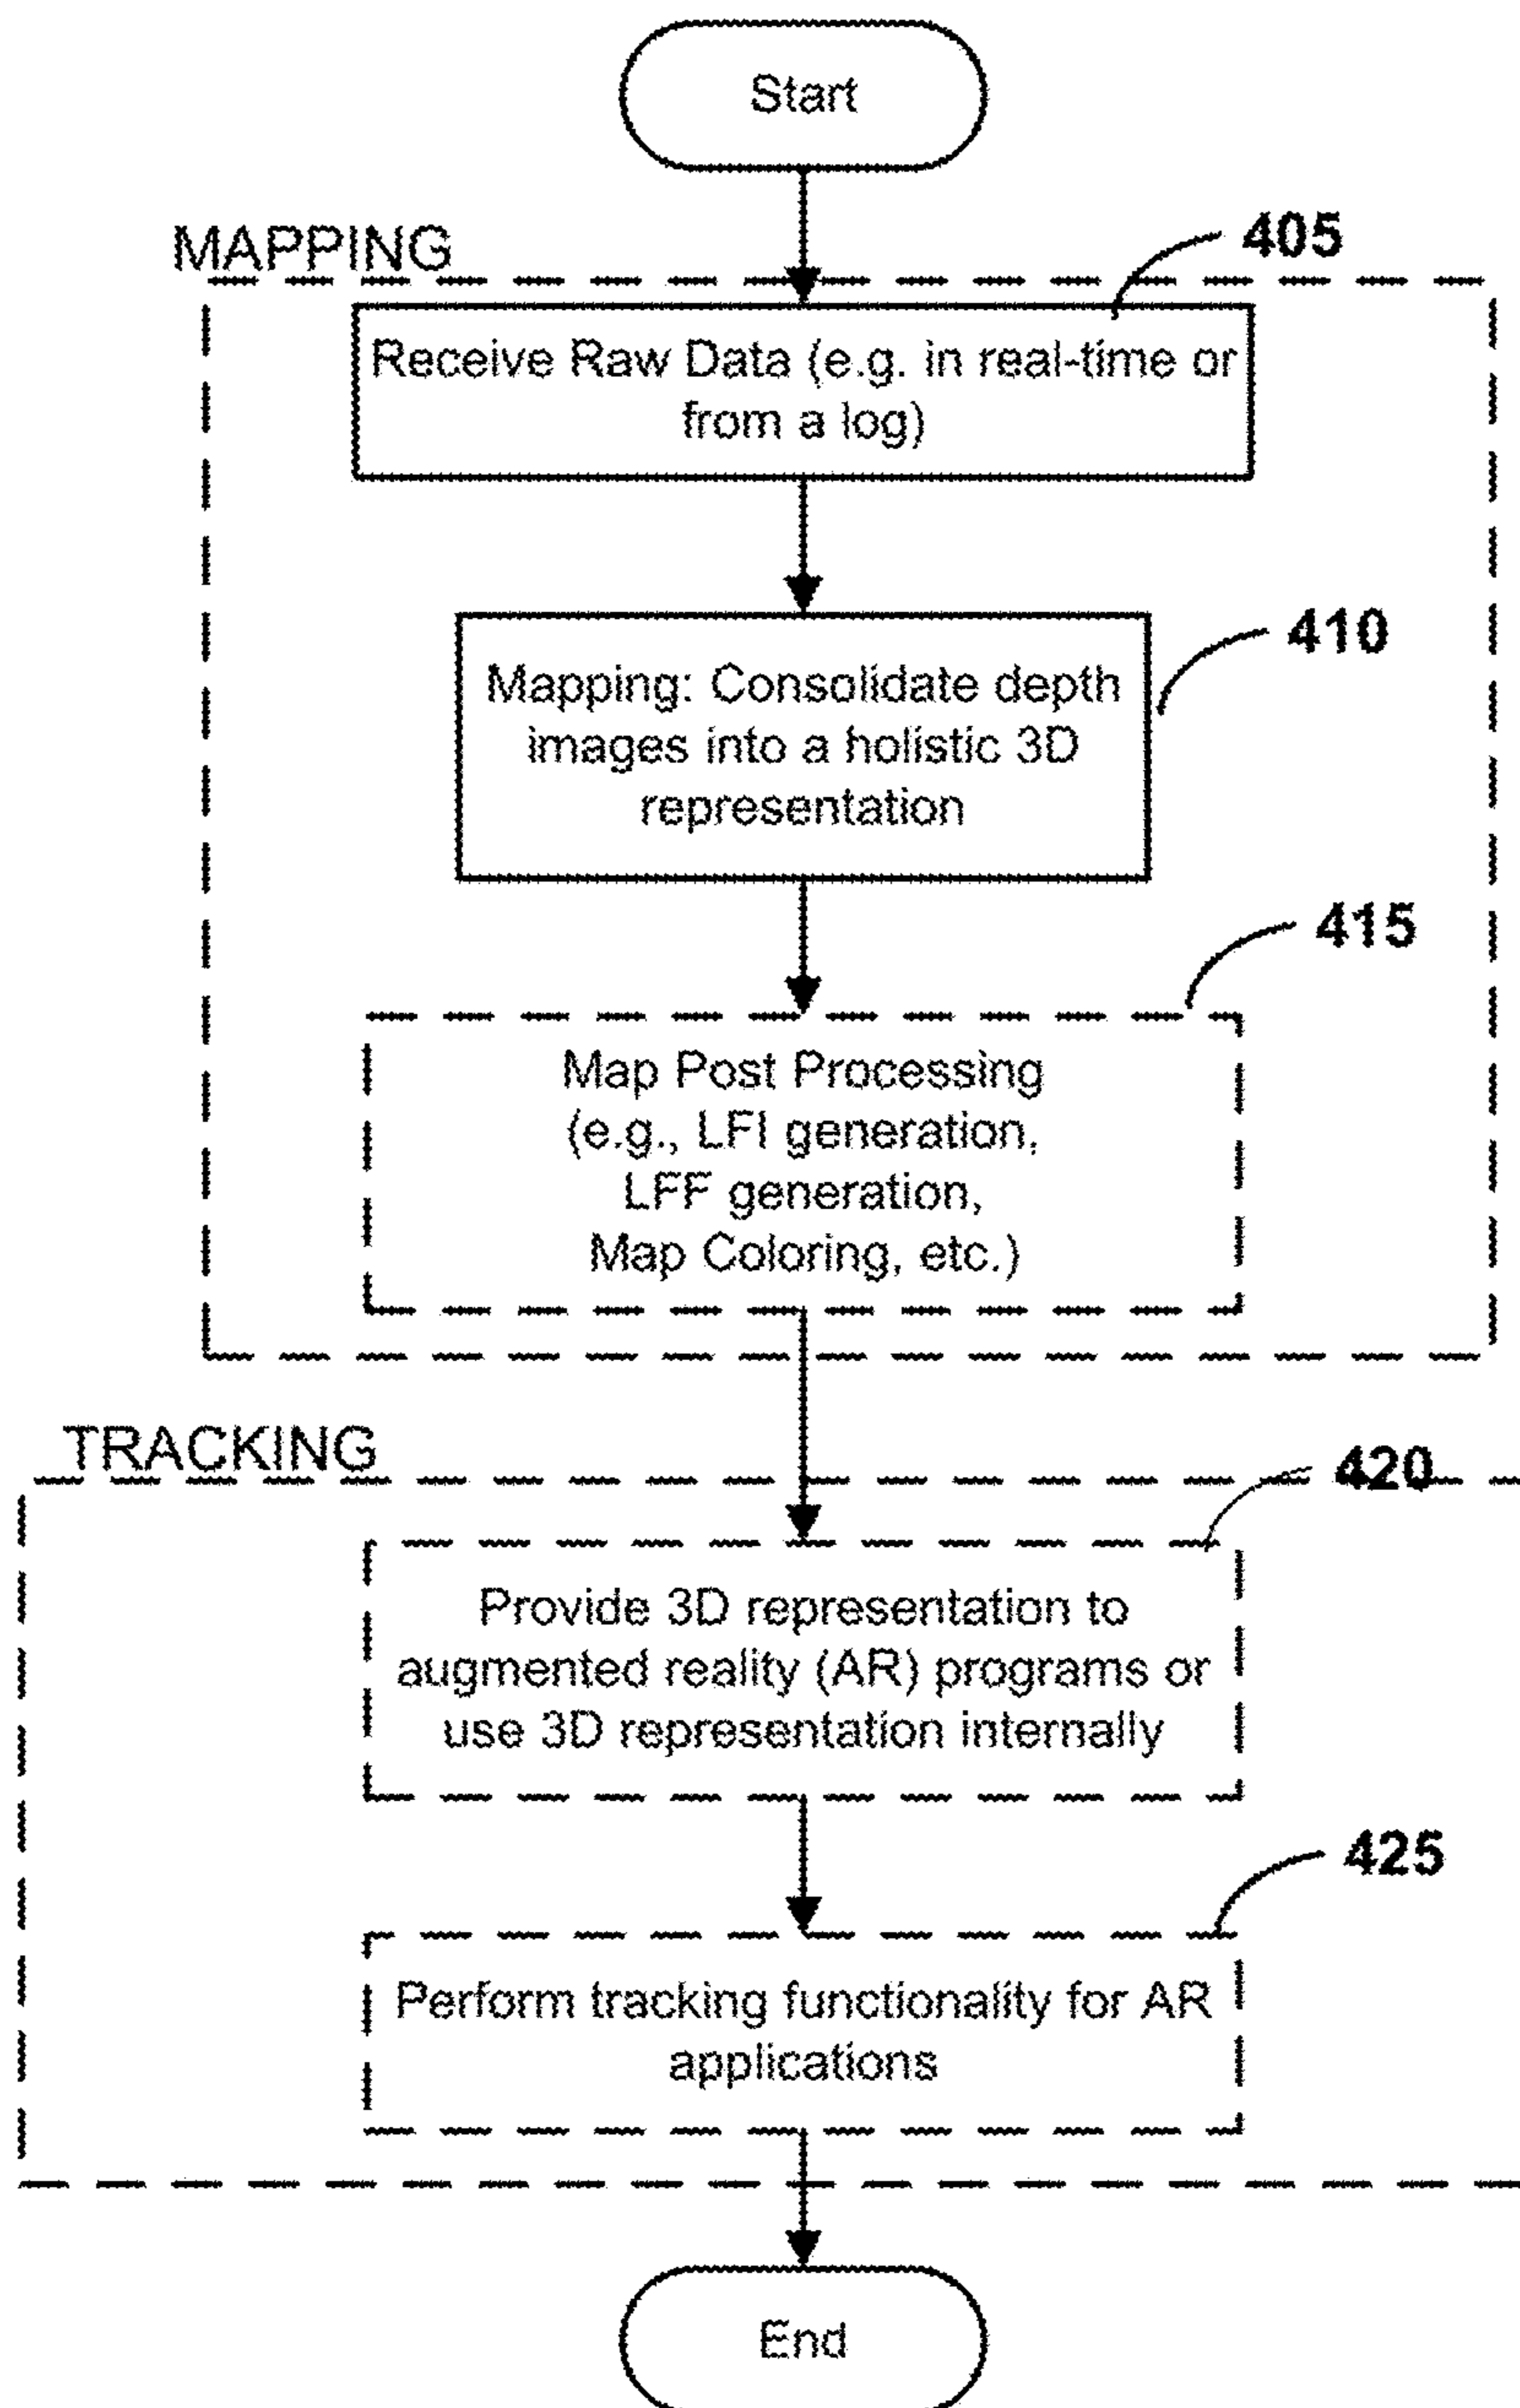 Start
MAPPING
405
Receive Raw Data (e.g. in real-time or
from a log)
410
Mapping: Consolidate depth
images into a holistic 3D
representation
415
Map Post Processing
(e.g., LFI generation,
LFF generation,
Map Coloring, etc.)
TRACKING
420
Provide 3D representation to
augmented reality (AR) programs or
use 3D representation internally
425
Perform tracking functionality for AR
applications
End